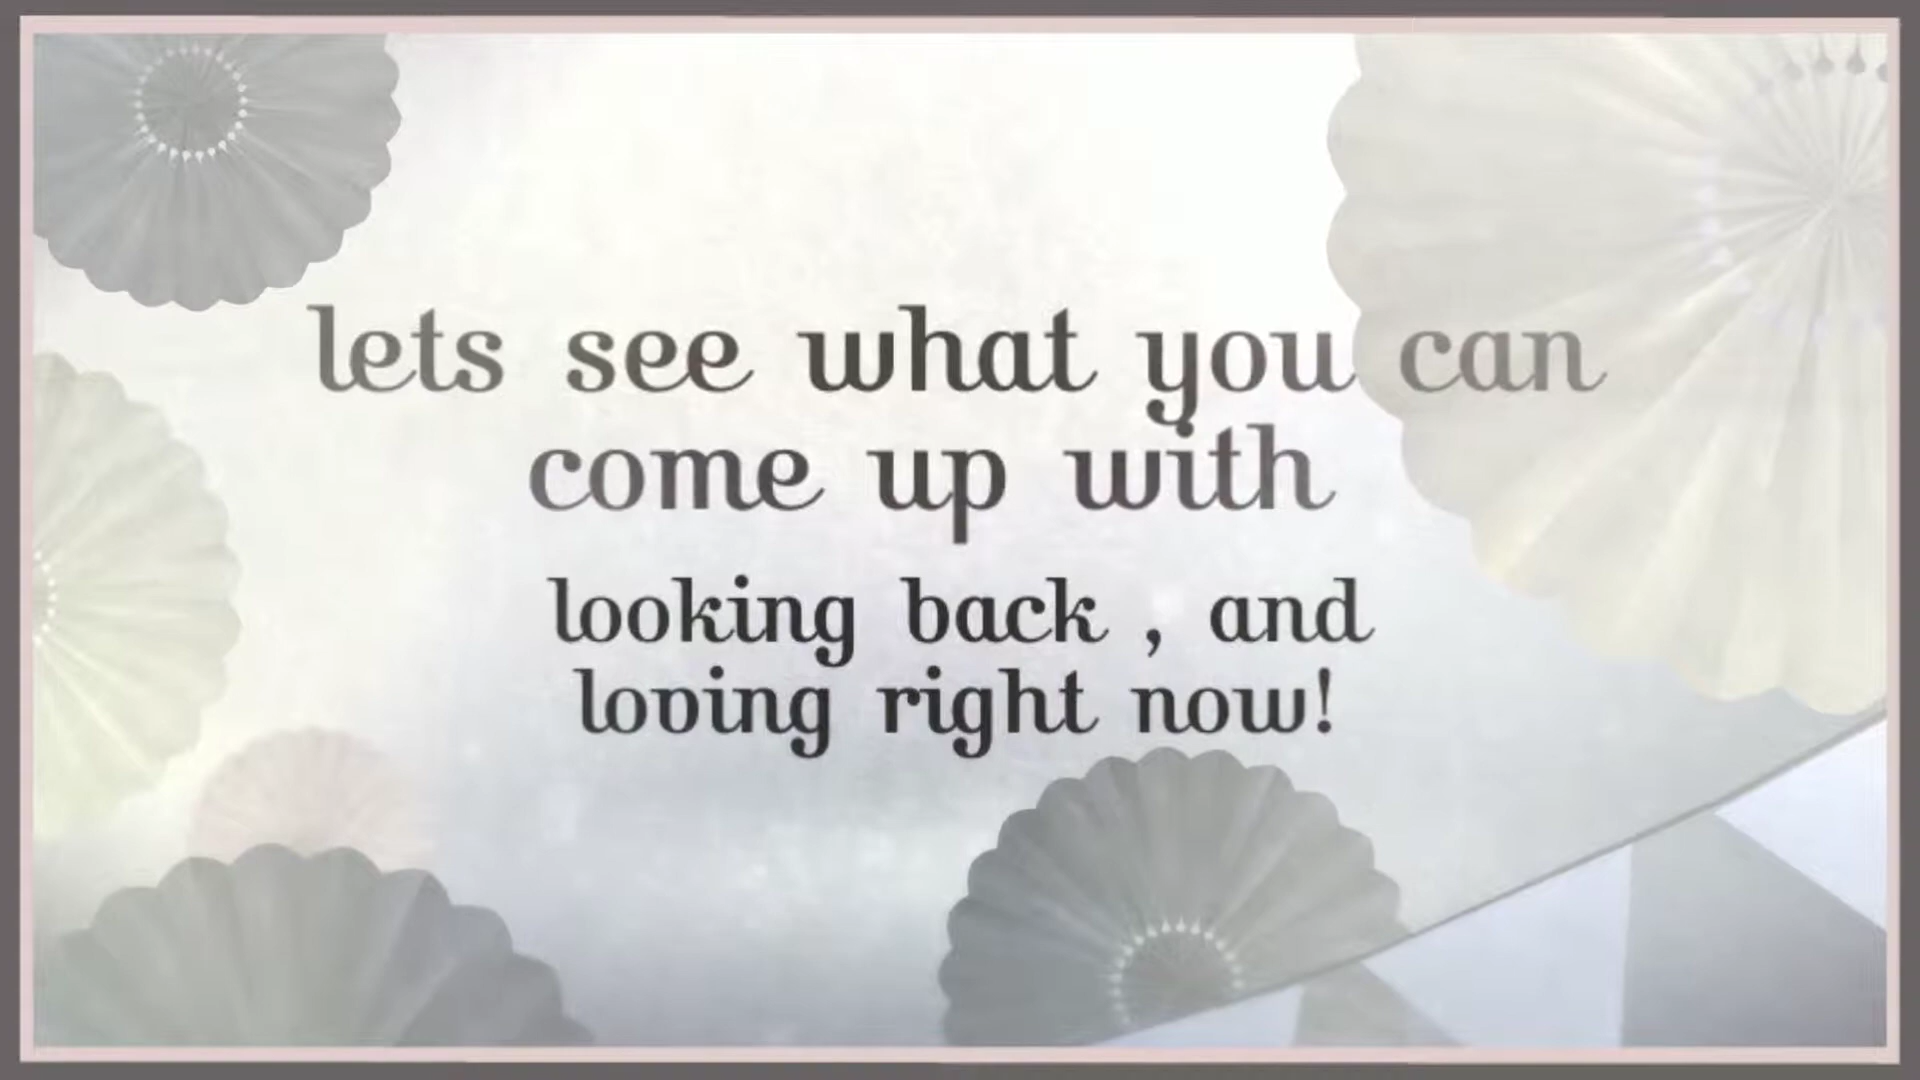 lets see what you can
come up with
looking back , and
loving right now!